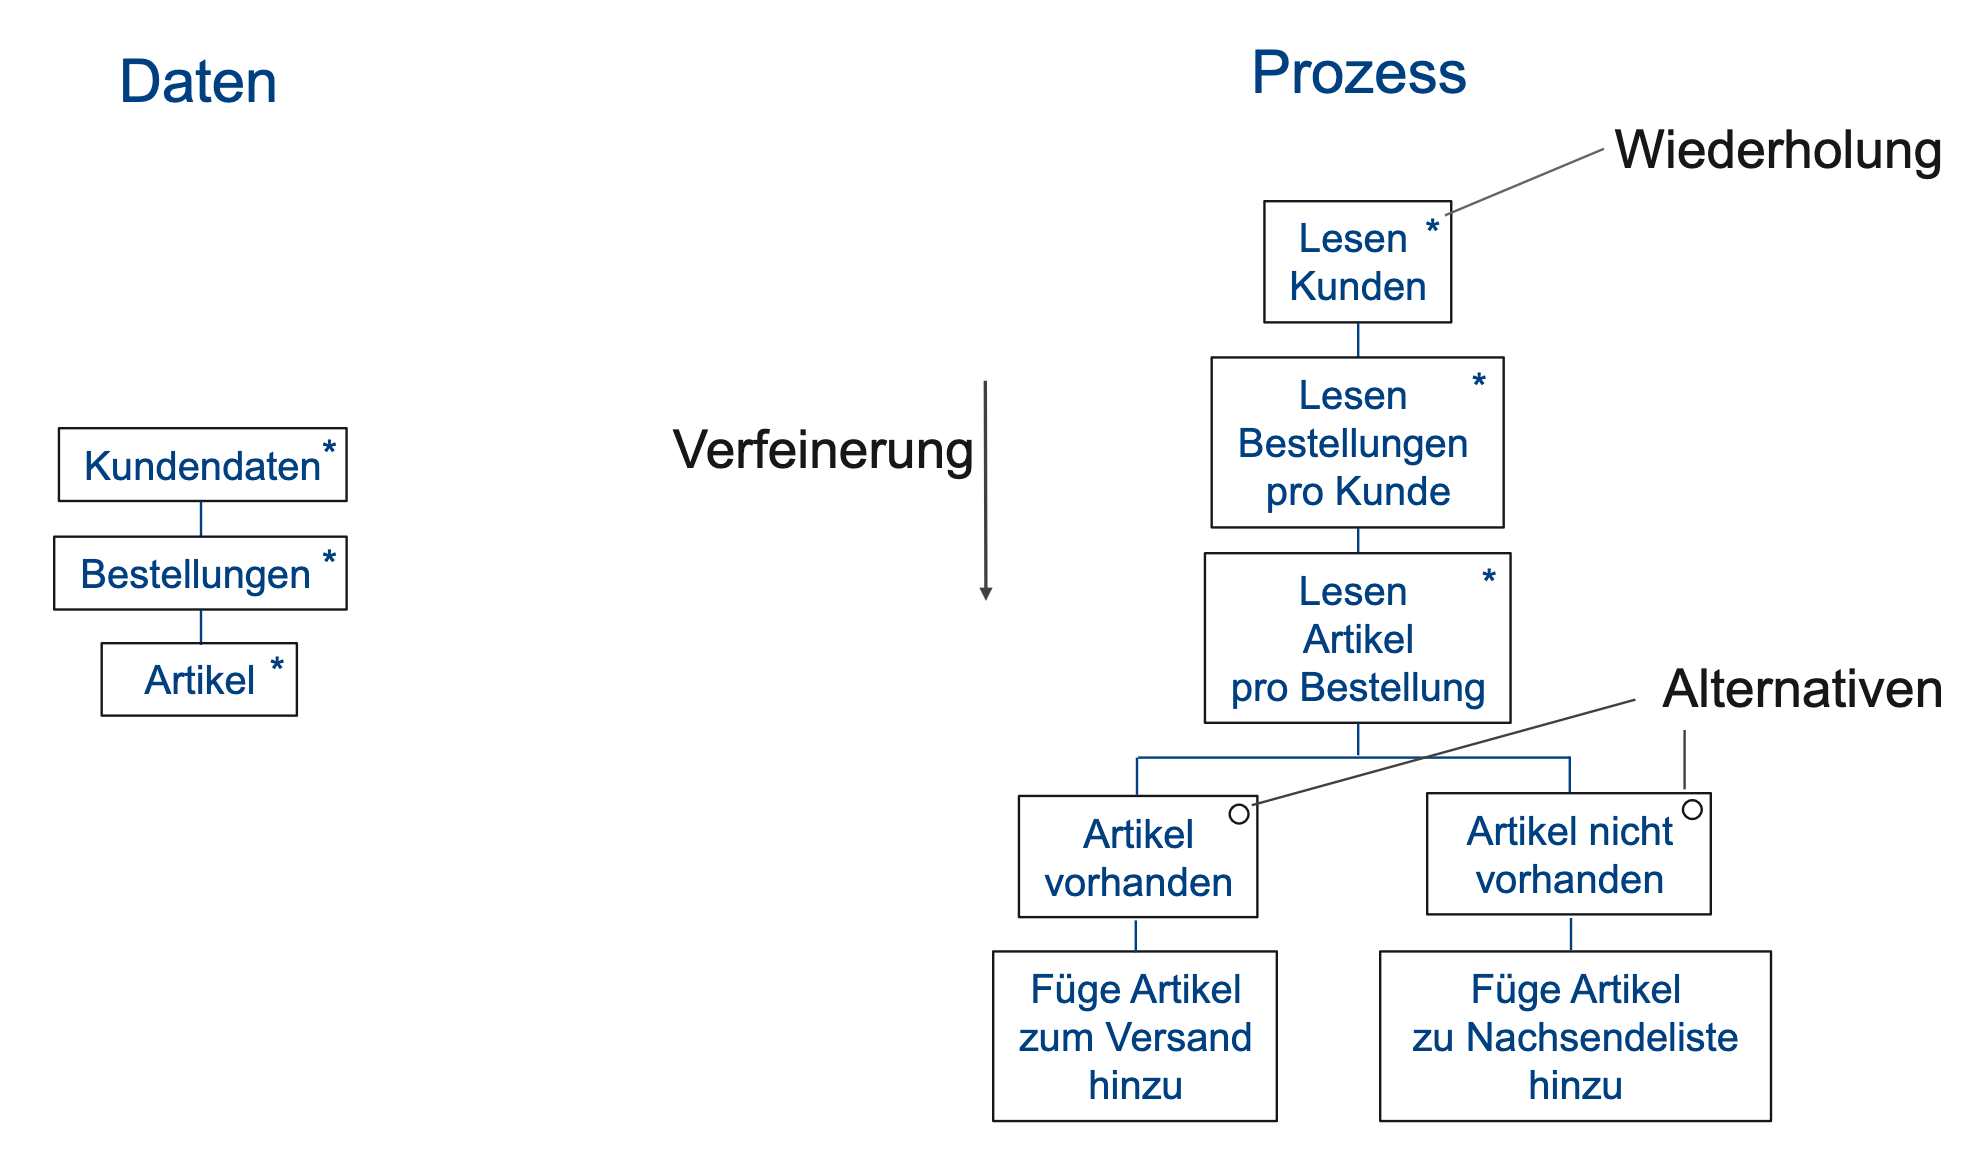 Daten
Prozess
Wiederholung
Lesen *
Kunden
Lesen *
Bestellungen
pro Kunde
Verfeinerung
Kundendaten*
Bestellungen *
Artikel *
Lesen *
Artikel
pro Bestellung
Alternativen
Artikel
vorhanden
Artikel nicht
vorhanden
Füge Artikel
zum Versand
hinzu
Füge Artikel
zu Nachsendeliste
hinzu